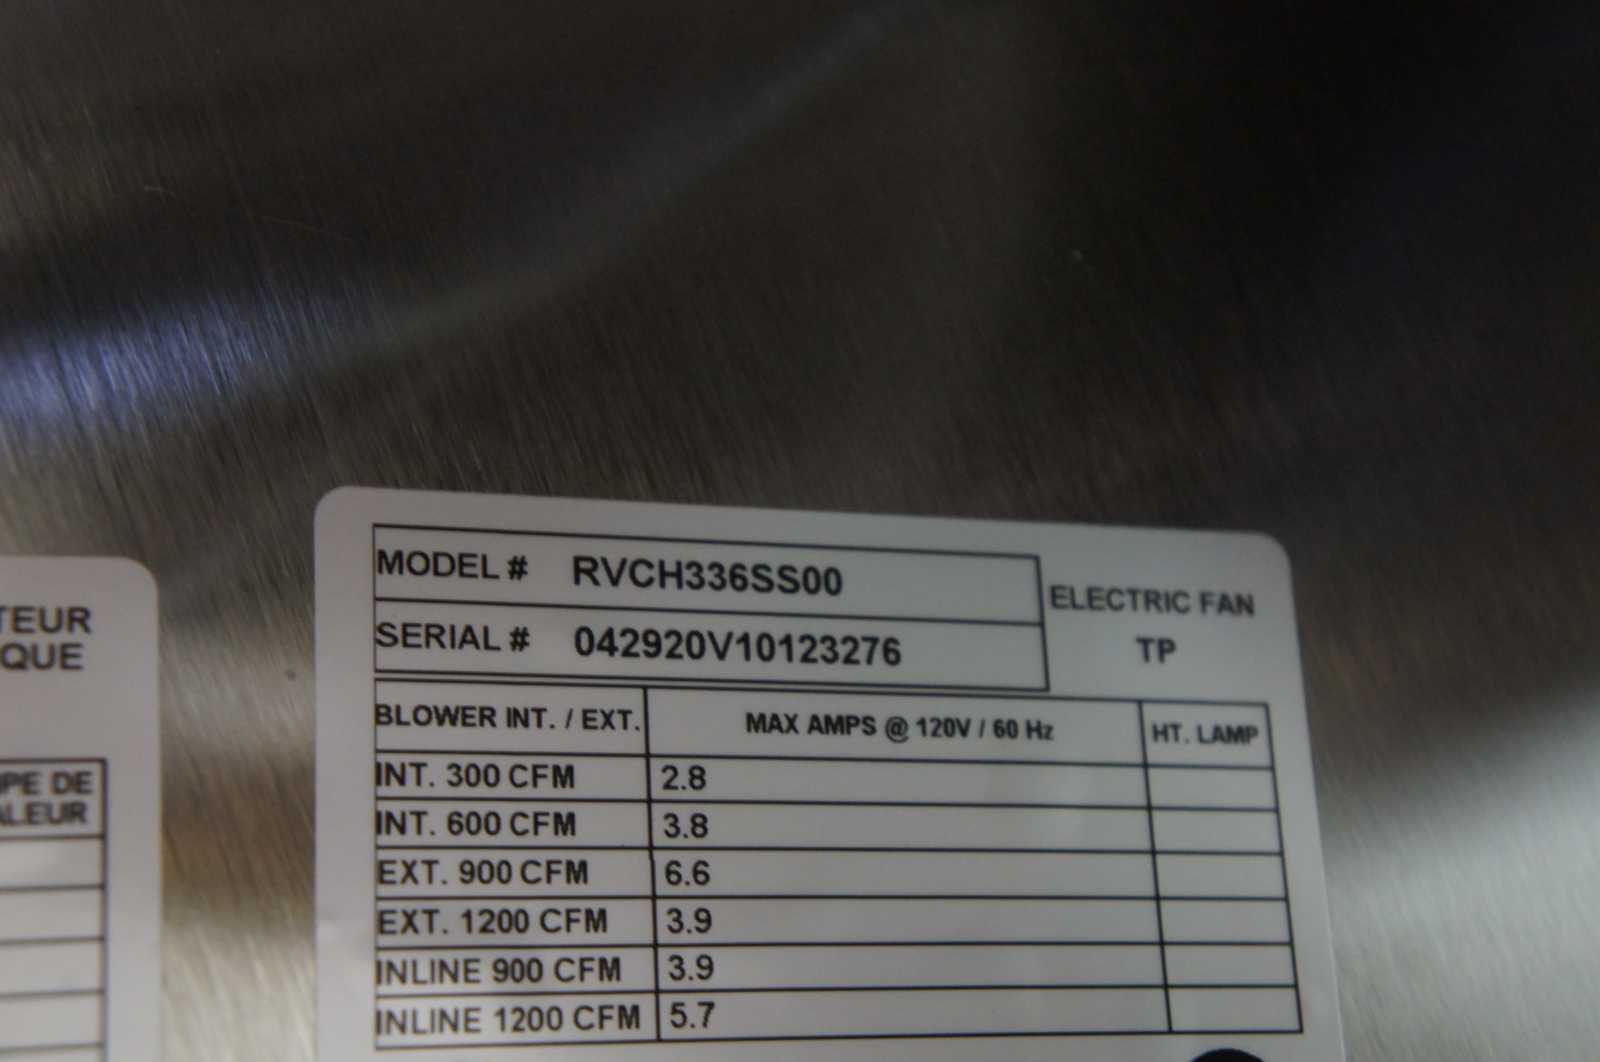 TEUR
QUE
PE DE
ALEUR
MODEL # RVCH336SS00
SERIAL # 042920V10123276
ELECTRIC FAN
TP
BLOWER INT. / EXT. MAX AMPS @ 120V / 60 Hz HT. LAMP
INT. 300 CFM 2.8
INT. 600 CFM 3.8
EXT. 900 CFM 6.6
EXT. 1200 CFM 3.9
INLINE 900 CFM 3.9
INLINE 1200 CFM 5.7